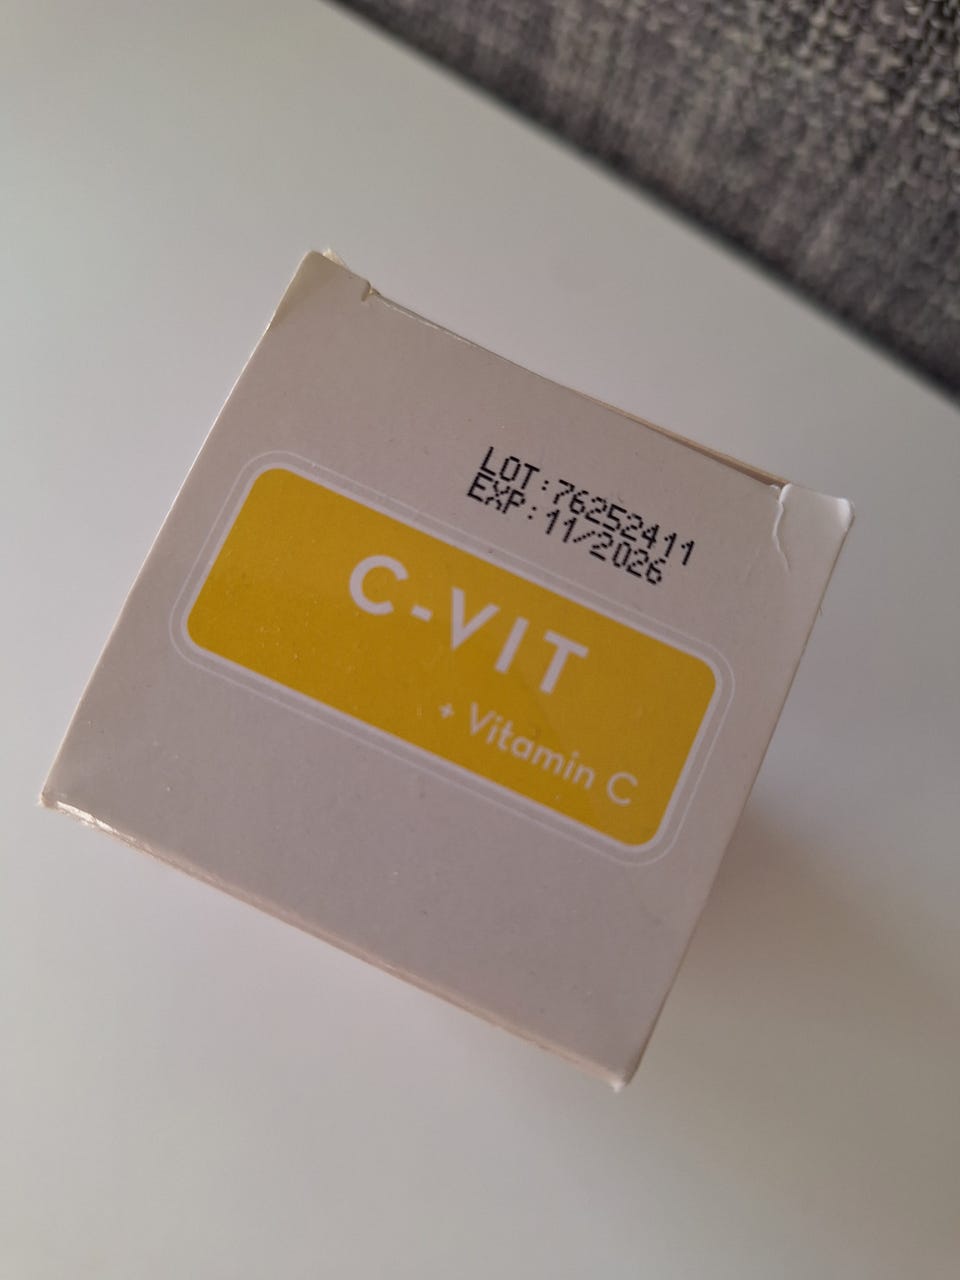 LOT:76252411
EXP:11/2026
C-VIT
+ Vitamin C